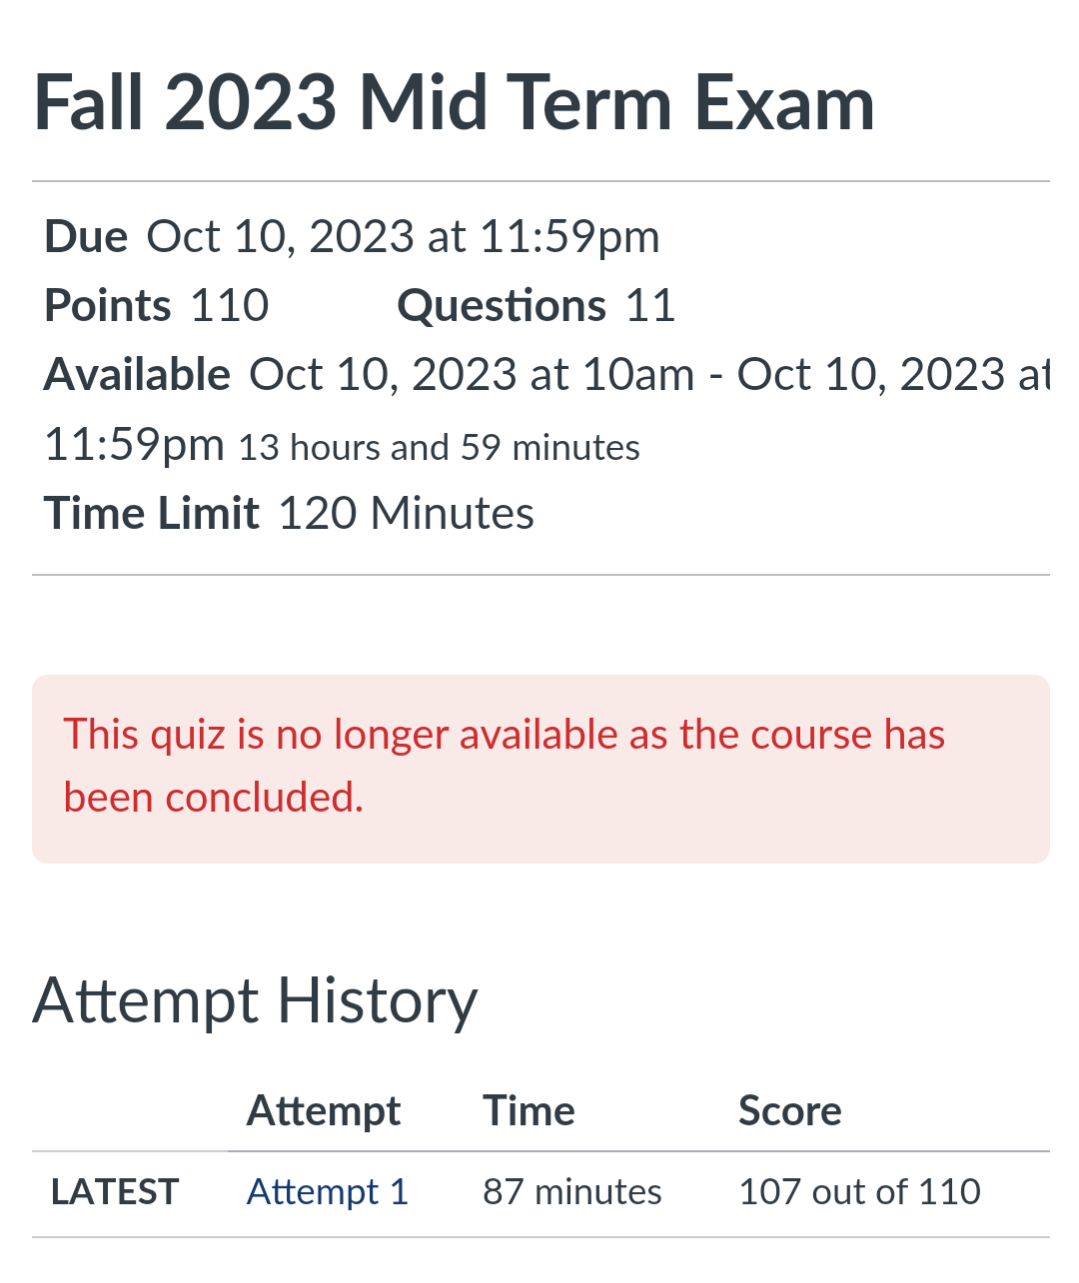 Fall 2023 Mid Term Exam
Due Oct 10, 2023 at 11:59pm
Points 110 Questions 11
Available Oct 10, 2023 at 10am - Oct 10, 2023 at
11:59pm 13 hours and 59 minutes
Time Limit 120 Minutes
This quiz is no longer available as the course has
been concluded.
Attempt History
Attempt Time Score
LATEST Attempt 1 87 minutes 107 out of 110